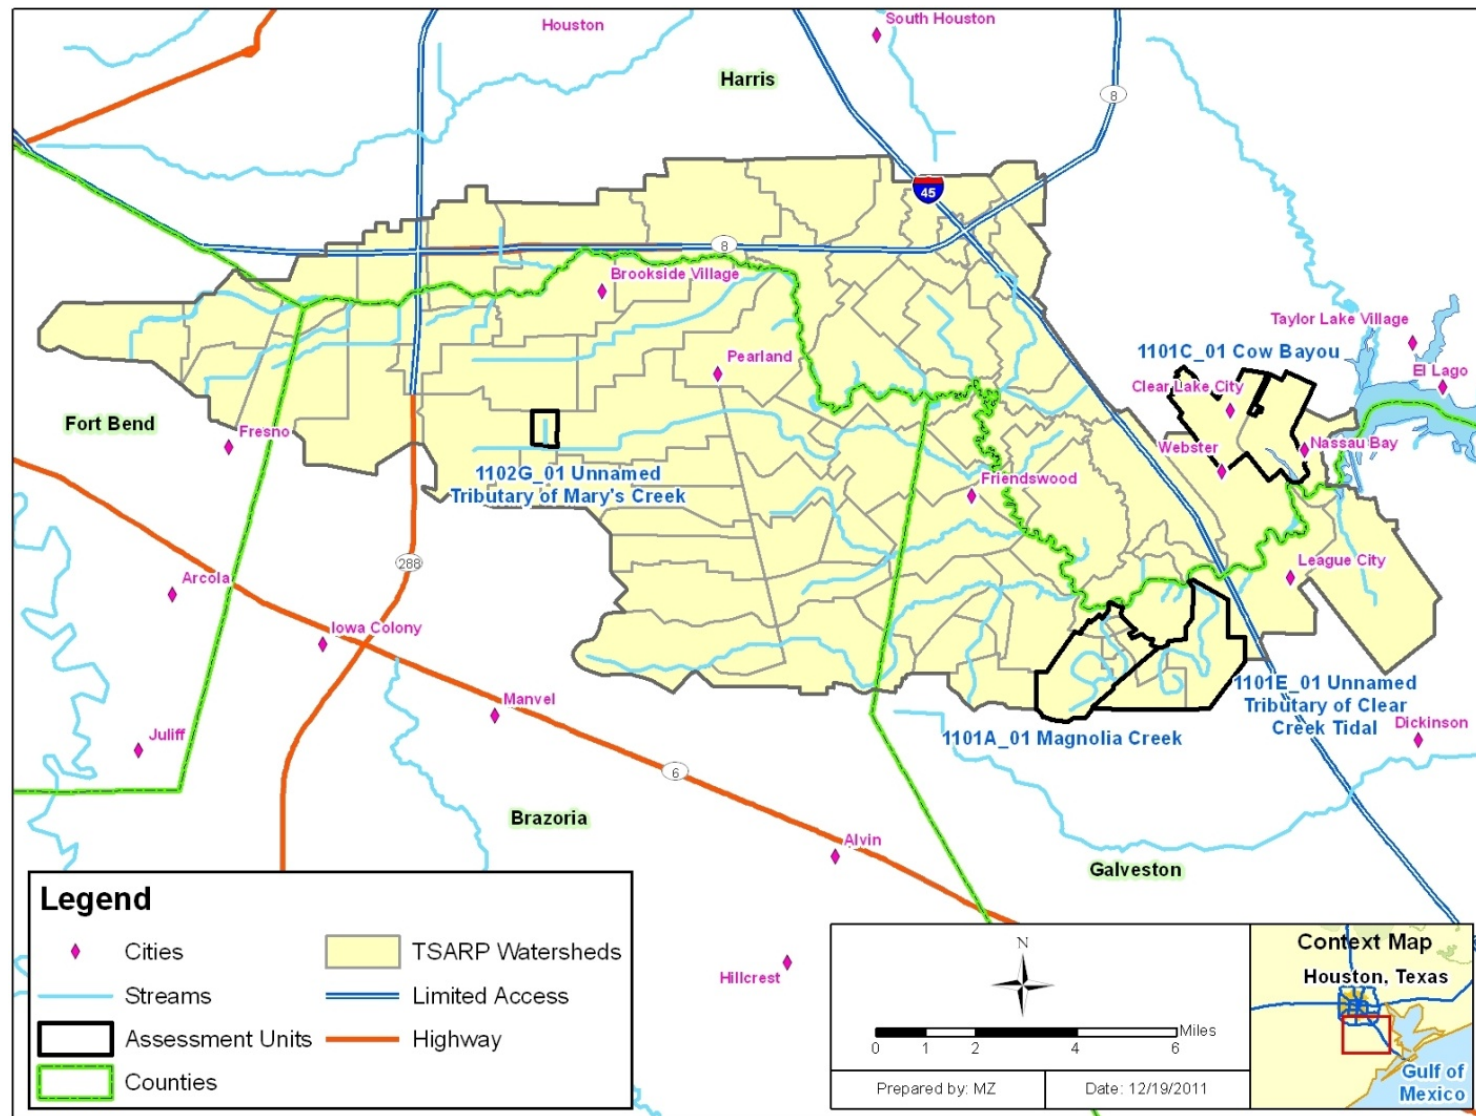 Houston
South Houston
Harris
8
45
8
Brookside Village
Taylor Lake Village
1101C_01 Cow Bayou
Pearland
El Lago
Clear Lake City
Fort Bend
Fresno
Nassau Bay
Webster
1102G_01 Unnamed
Tributary of Mary's Creek
Friendswood
288
League City
Arcola
Iowa Colony
1101E_01 Unnamed
Tributary of Clear
Creek Tidal
Manvel
Dickinson
Juliff
1101A_01 Magnolia Creek
6
Brazoria
Alvin
Galveston
Hillcrest
Legend
Cities
TSARP Watersheds
Streams
Limited Access
Assessment Units
Highway
Counties
N
Miles
0 1 2 4 6
Prepared by: MZ
Date: 12/19/2011
Context Map
Houston, Texas
Gulf of
Mexico